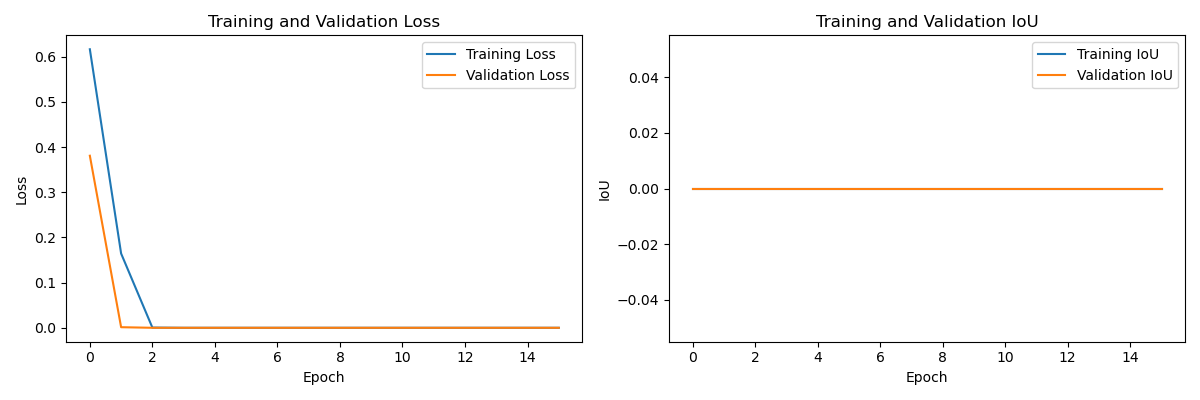 Training and Validation Loss
Training Loss
Validation Loss
0.6
0.5
0.4
0.3
0.2
0.1
0.0
Loss
0 2 4 6 8 10 12 14
Epoch
Training and Validation IoU
Training IoU
Validation IoU
0.04
0.02
0.00
−0.02
−0.04
IoU
0 2 4 6 8 10 12 14
Epoch